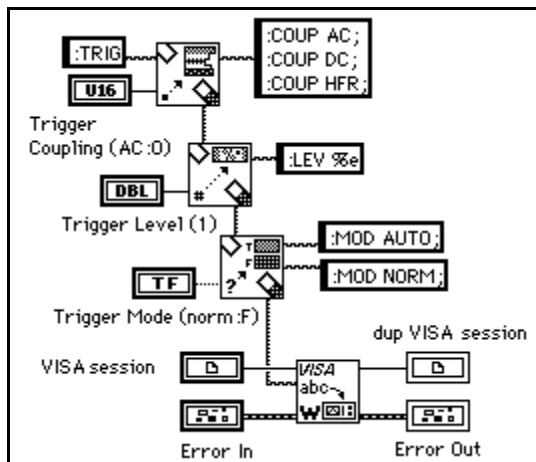 :TRIG
:COUP AC;
:COUP DC;
:COUP HFR;
U16
Trigger
Coupling (AC:0)
:LEV %e
DBL
#
Trigger Level (1)
T
F
:MOD AUTO;
:MOD NORM;
TF
?
Trigger Mode (norm:F)
dup VISA session
VISA session
VISA
abc
W
Error In
Error Out